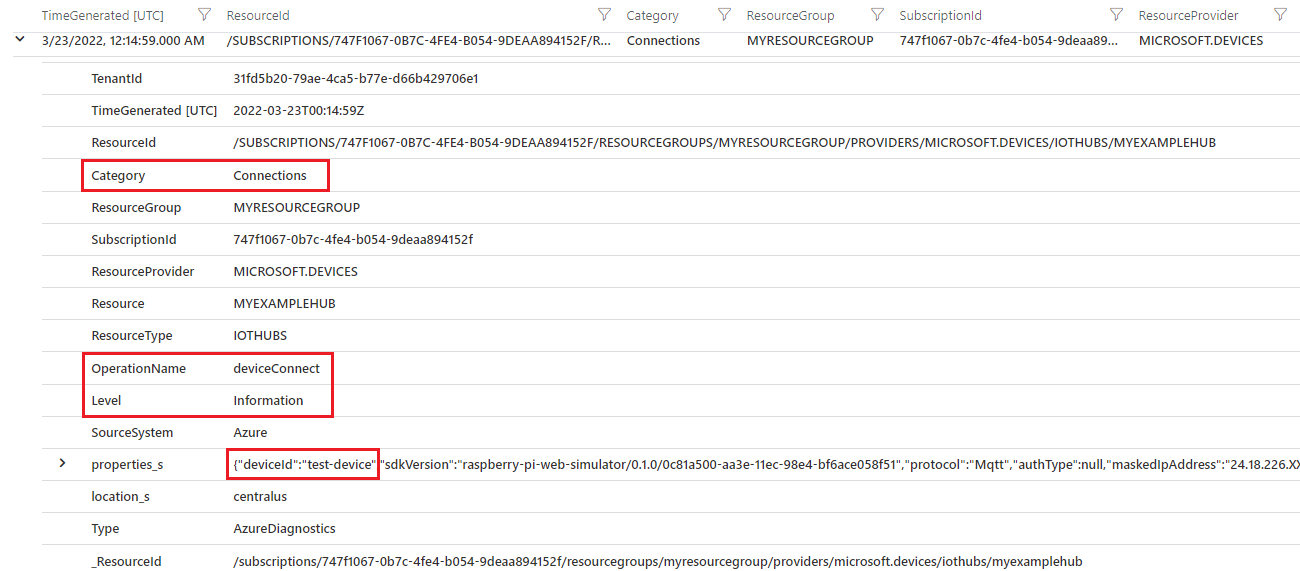 TimeGenerated [UTC] ResourceId Category ResourceGroup SubscriptionId ResourceProvider
3/23/2022, 12:14:59.000 AM /SUBSCRIPTIONS/747F1067-0B7C-4FE4-B054-9DEAA894152F/R... Connections MYRESOURCEGROUP 747f1067-0b7c-4fe4-b054-9deaa89... MICROSOFT.DEVICES
TenantId 31fd5b20-79ae-4ca5-b77e-d66b429706e1
TimeGenerated [UTC] 2022-03-23T00:14:59Z
ResourceId /SUBSCRIPTIONS/747F1067-0B7C-4FE4-B054-9DEAA894152F/RESOURCEGROUPS/MYRESOURCEGROUP/PROVIDERS/MICROSOFT.DEVICES/IOTHUBS/MYEXAMPLEHUB
Category Connections
ResourceGroup MYRESOURCEGROUP
SubscriptionId 747f1067-0b7c-4fe4-b054-9deaa894152f
ResourceProvider MICROSOFT.DEVICES
Resource MYEXAMPLEHUB
ResourceType IOTHUBS
OperationName deviceConnect
Level Information
SourceSystem Azure
properties_s {"deviceId":"test-device","sdkVersion":"raspberry-pi-web-simulator/0.1.0/0c81a500-aa3e-11ec-98e4-bf6ace058f51","protocol":"Mqtt","authType":null,"maskedIpAddress":"24.18.226.XX
location_s centralus
Type AzureDiagnostics
_ResourceId /subscriptions/747f1067-0b7c-4fe4-b054-9deaa894152f/resourcegroups/myresourcegroup/providers/microsoft.devices/iothubs/myexamplehub